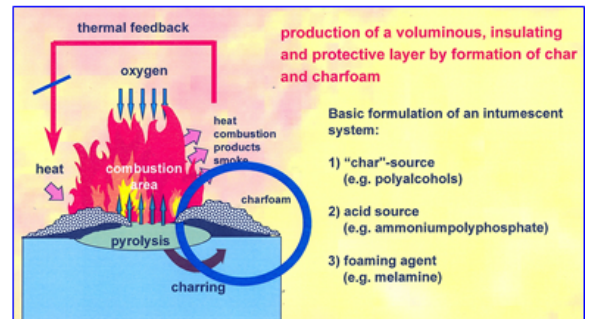 thermal feedback
oxygen
heat
combustion
products
smoke
heat
combustion
area
charfoam
pyrolysis
charring
production of a voluminous, insulating
and protective layer by formation of char
and charfoam
Basic formulation of an intumescent
system:
1) “char”-source
(e.g. polyalcohols)
2) acid source
(e.g. ammoniumpolyphosphate)
3) foaming agent
(e.g. melamine)